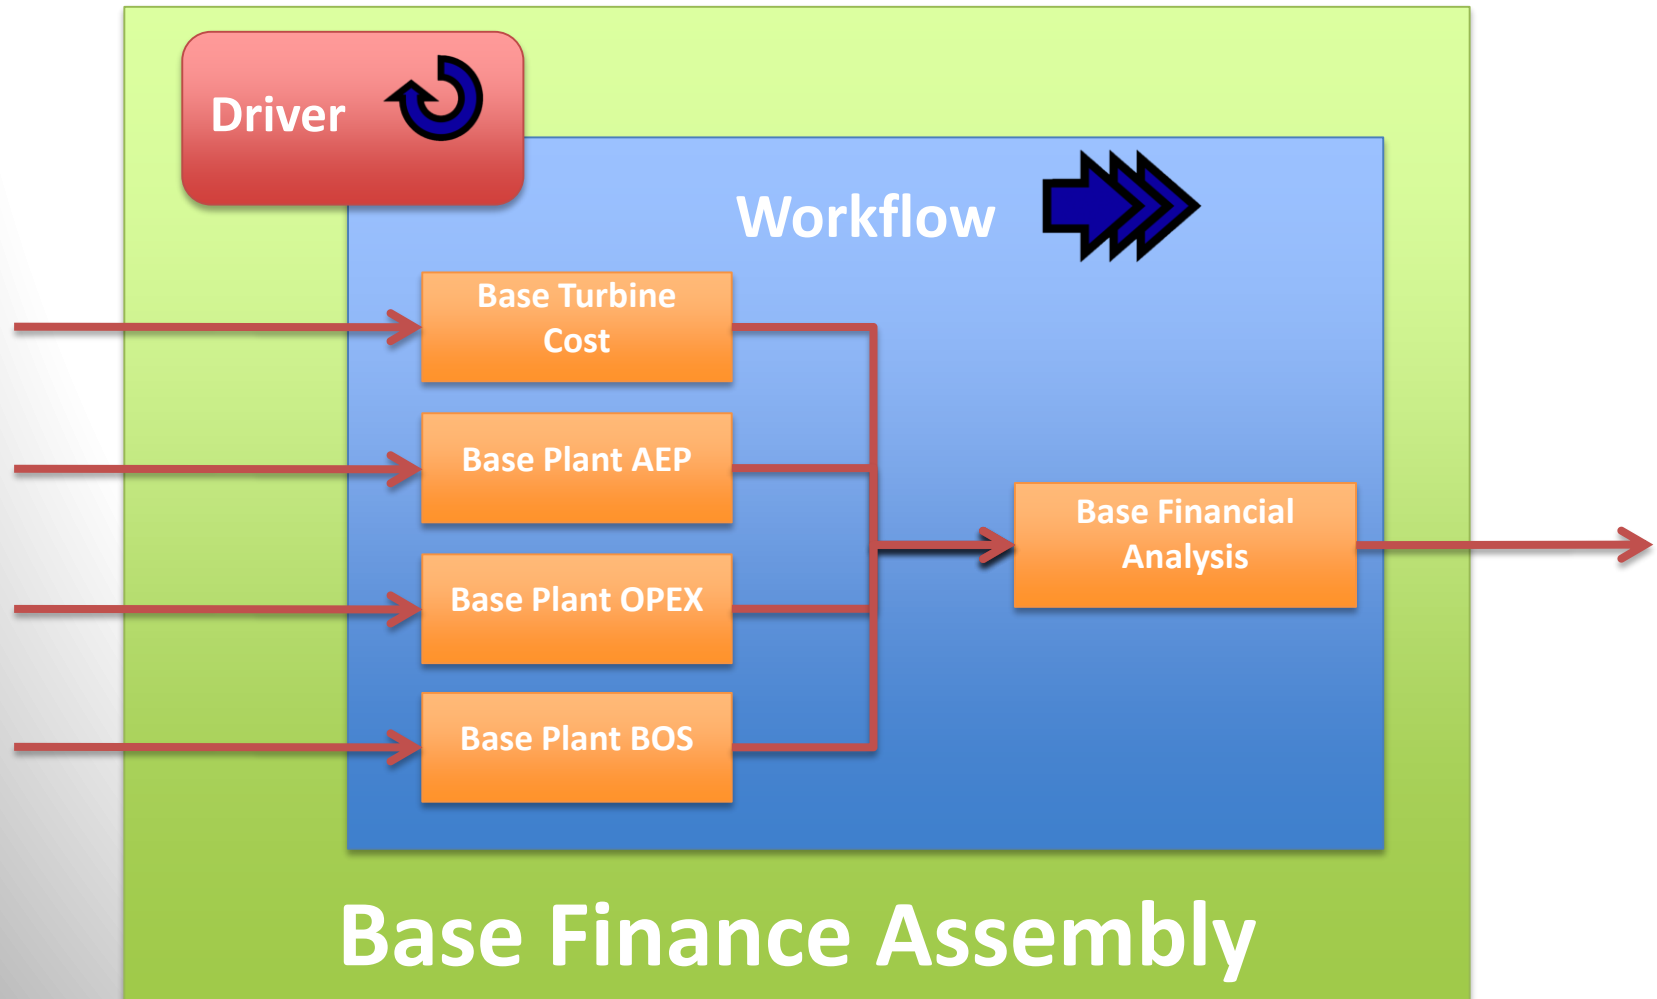 Driver
Workflow
Base Turbine
Cost
Base Plant AEP
Base Plant OPEX
Base Plant BOS
Base Financial
Analysis
Base Finance Assembly